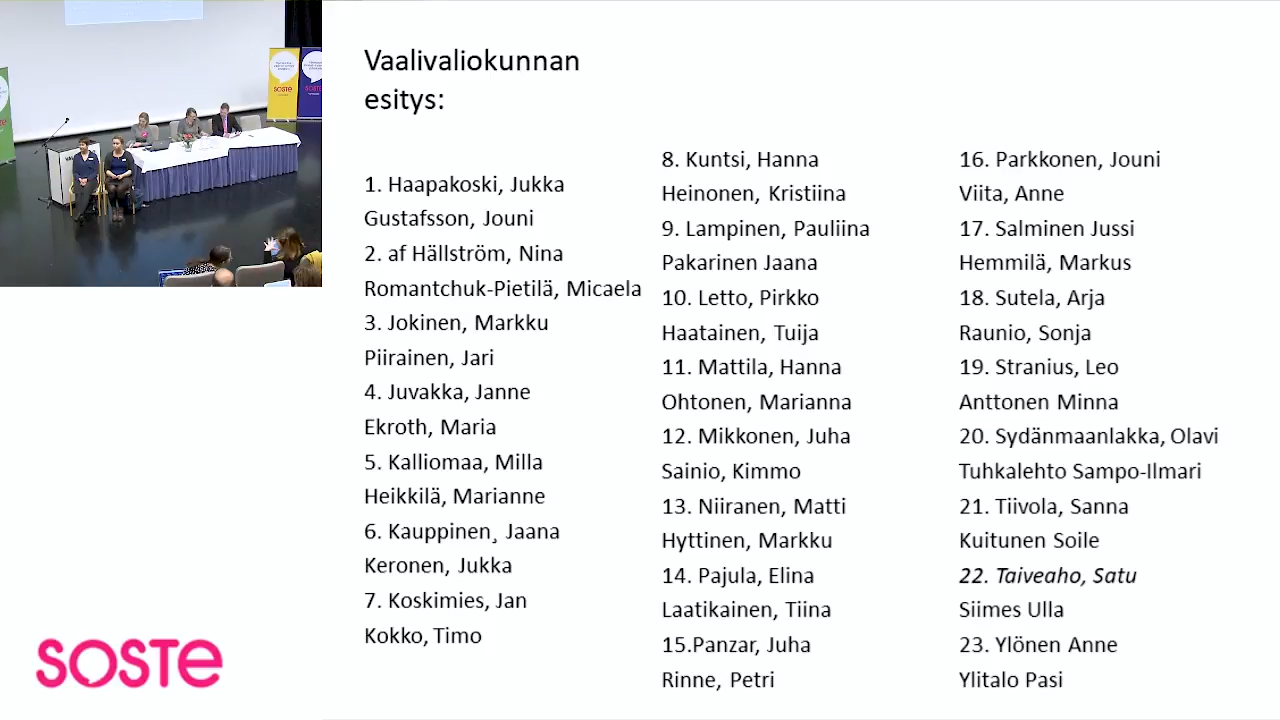 Vaalivaliokunnan
esitys:
1. Haapakoski, Jukka
Gustafsson, Jouni
2. af Hällström, Nina
Romantchuk-Pietilä, Micaela
3. Jokinen, Markku
Piirainen, Jari
4. Juvakka, Janne
Ekroth, Maria
5. Kalliomaa, Milla
Heikkilä, Marianne
6. Kauppinen¸ Jaana
Keronen, Jukka
7. Koskimies, Jan
Kokko, Timo
8. Kuntsi, Hanna
Heinonen, Kristiina
9. Lampinen, Pauliina
Pakarinen Jaana
10. Letto, Pirkko
Haatainen, Tuija
11. Mattila, Hanna
Ohtonen, Marianna
12. Mikkonen, Juha
Sainio, Kimmo
13. Niiranen, Matti
Hyttinen, Markku
14. Pajula, Elina
Laatikainen, Tiina
15.Panzar, Juha
Rinne, Petri
16. Parkkonen, Jouni
Viita, Anne
17. Salminen Jussi
Hemmilä, Markus
18. Sutela, Arja
Raunio, Sonja
19. Stranius, Leo
Anttonen Minna
20. Sydänmaanlakka, Olavi
Tuhkalehto Sampo-Ilmari
21. Tiivola, Sanna
Kuitunen Soile
22. Taiveaho, Satu
Siimes Ulla
23. Ylönen Anne
Ylitalo Pasi
SOSTE
SOSTE
SOSTE